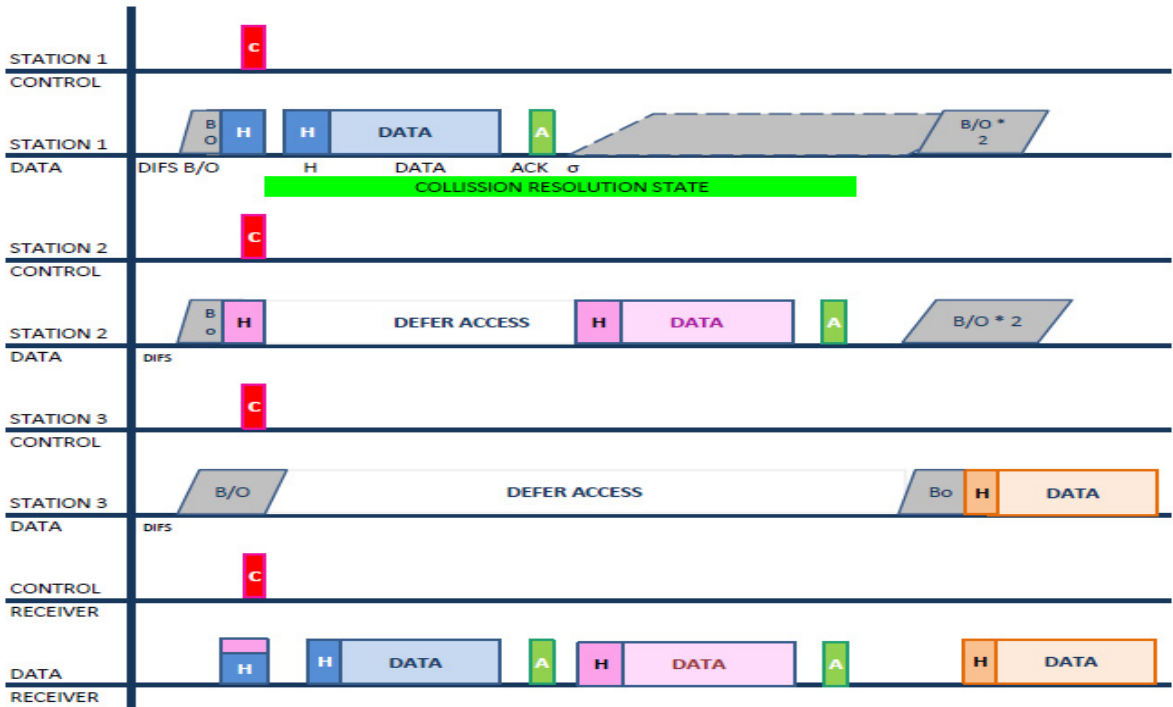 C
STATION 1
CONTROL
B
O
H
H
DATA
A
B/O *
2
STATION 1
DATA
DIFS B/O
H
DATA
ACK
σ
COLLISSION RESOLUTION STATE
C
STATION 2
CONTROL
B
o
H
DEFER ACCESS
H
DATA
A
B/O * 2
STATION 2
DATA
DIFS
C
STATION 3
CONTROL
B/O
DEFER ACCESS
Bo
H
DATA
STATION 3
DATA
DIFS
C
CONTROL
RECEIVER
H
H
DATA
A
H
DATA
A
H
DATA
DATA
RECEIVER